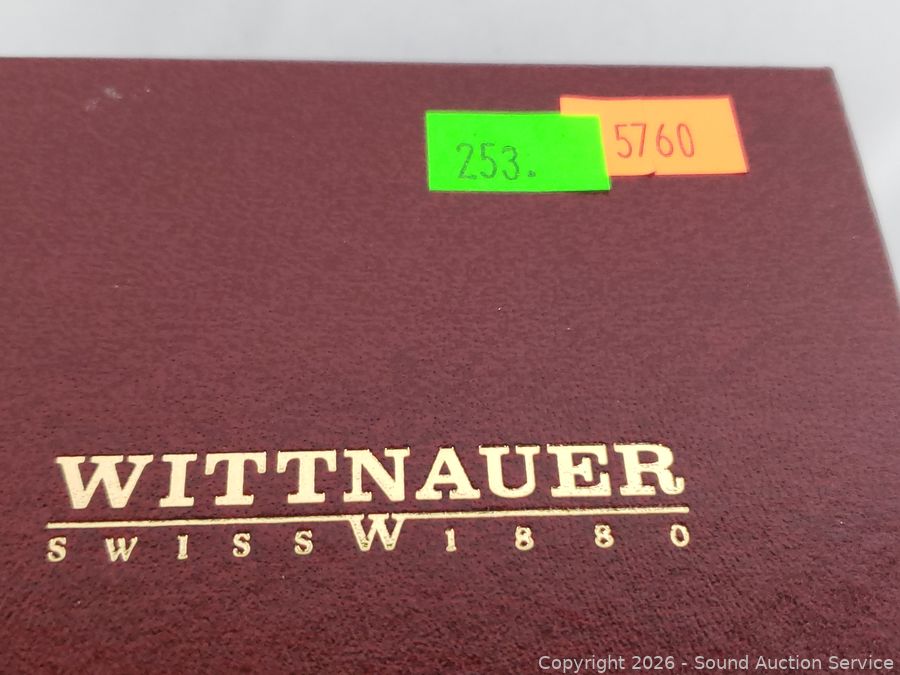 253. 5760
WITTNAUER
SWISS W 1880
Copyright 2026 - Sound Auction Service